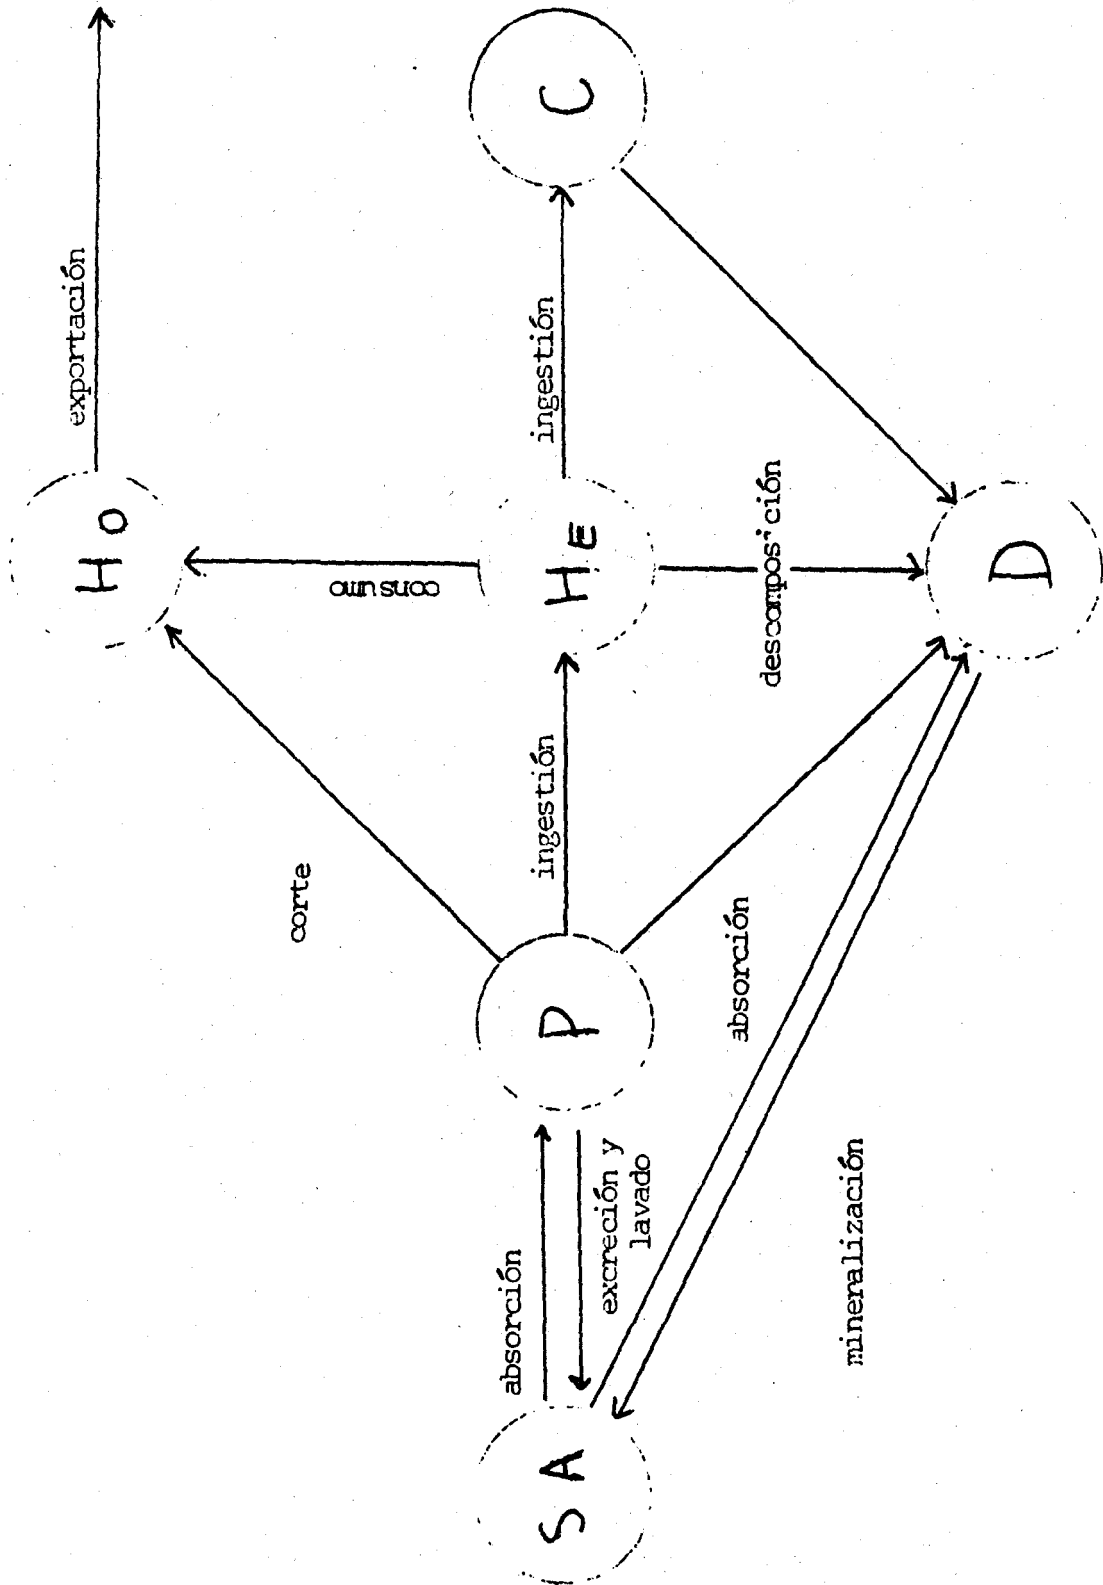 Ho
exportación
corte
consumo
SA
absorción
P
ingestión
He
ingestión
C
excreción y
lavado
absorción
descomposición
mineralización
D